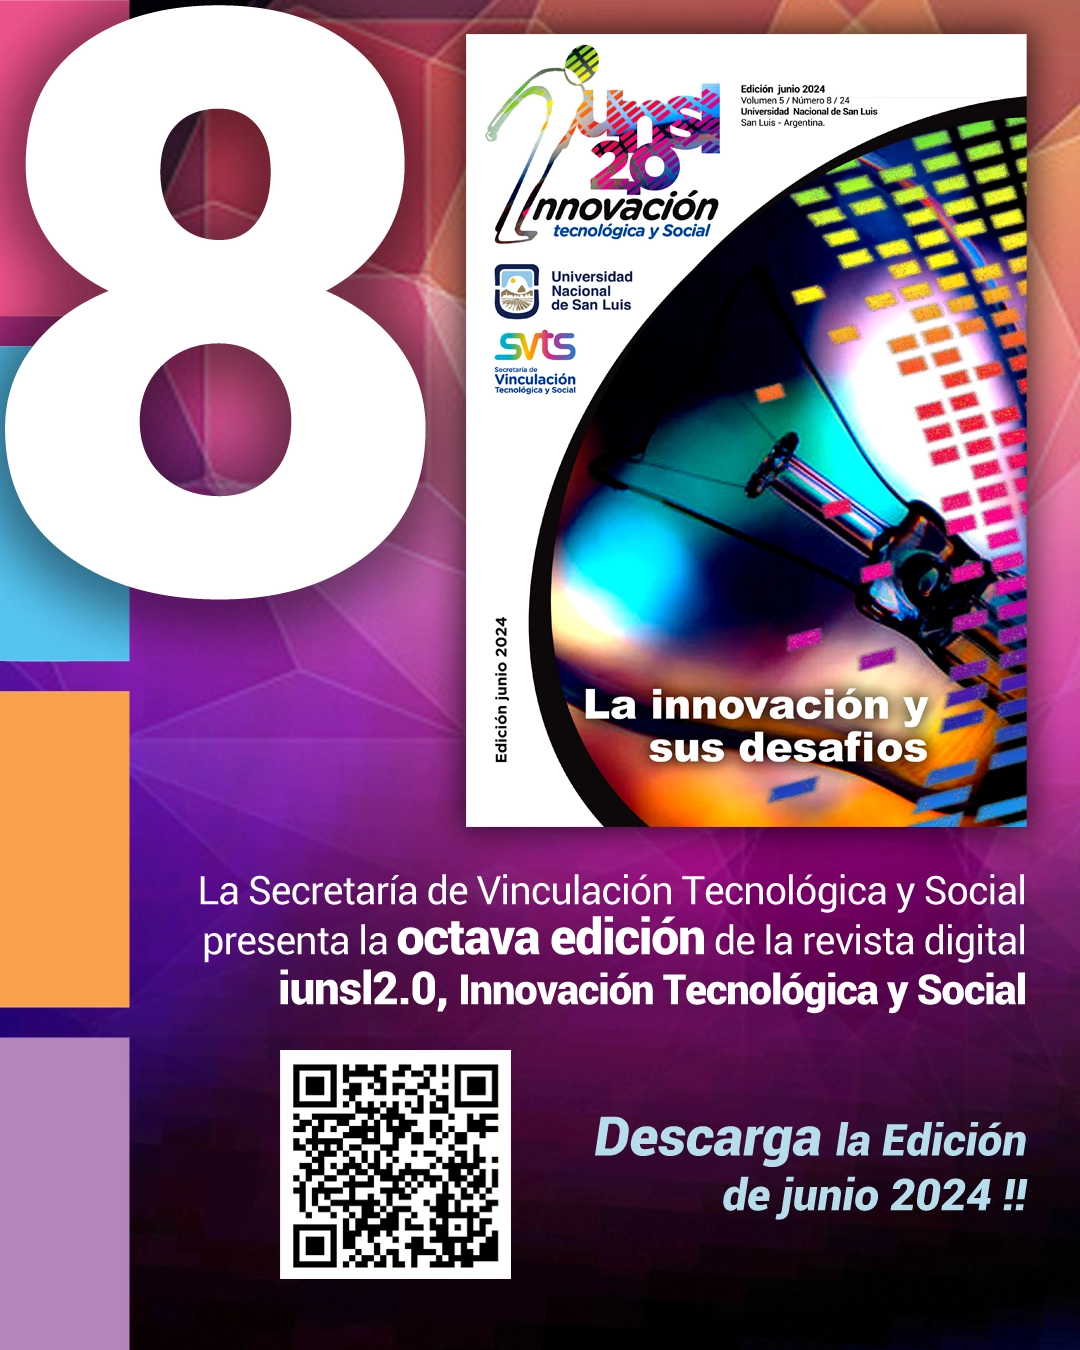 8
iunsl
2.0
Innovación
tecnológica y Social
Edición junio 2024
Volumen 5 / Número 8 / 24
Universidad Nacional de San Luis
San Luis - Argentina.
Universidad
Nacional
de San Luis
svts
Secretaría de
Vinculación
Tecnológica y Social
Edición junio 2024
La innovación y
sus desafios
La Secretaría de Vinculación Tecnológica y Social
presenta la octava edición de la revista digital
iunsl2.0, Innovación Tecnológica y Social
Descarga la Edición
de junio 2024 !!